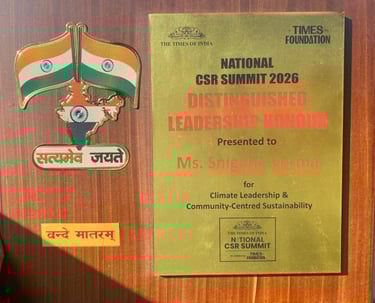 सत्यमेव जयते
वन्दे मातरम्
THE TIMES OF INDIA
TIMES
FOUNDATION
NATIONAL
CSR SUMMIT 2026
DISTINGUISHED
LEADERSHIP HONOUR
Presented to
Ms.
for
Climate Leadership &
Community-Centred Sustainability
THE TIMES OF INDIA
NATIONAL
CSR SUMMIT
TIMES
FOUNDATION